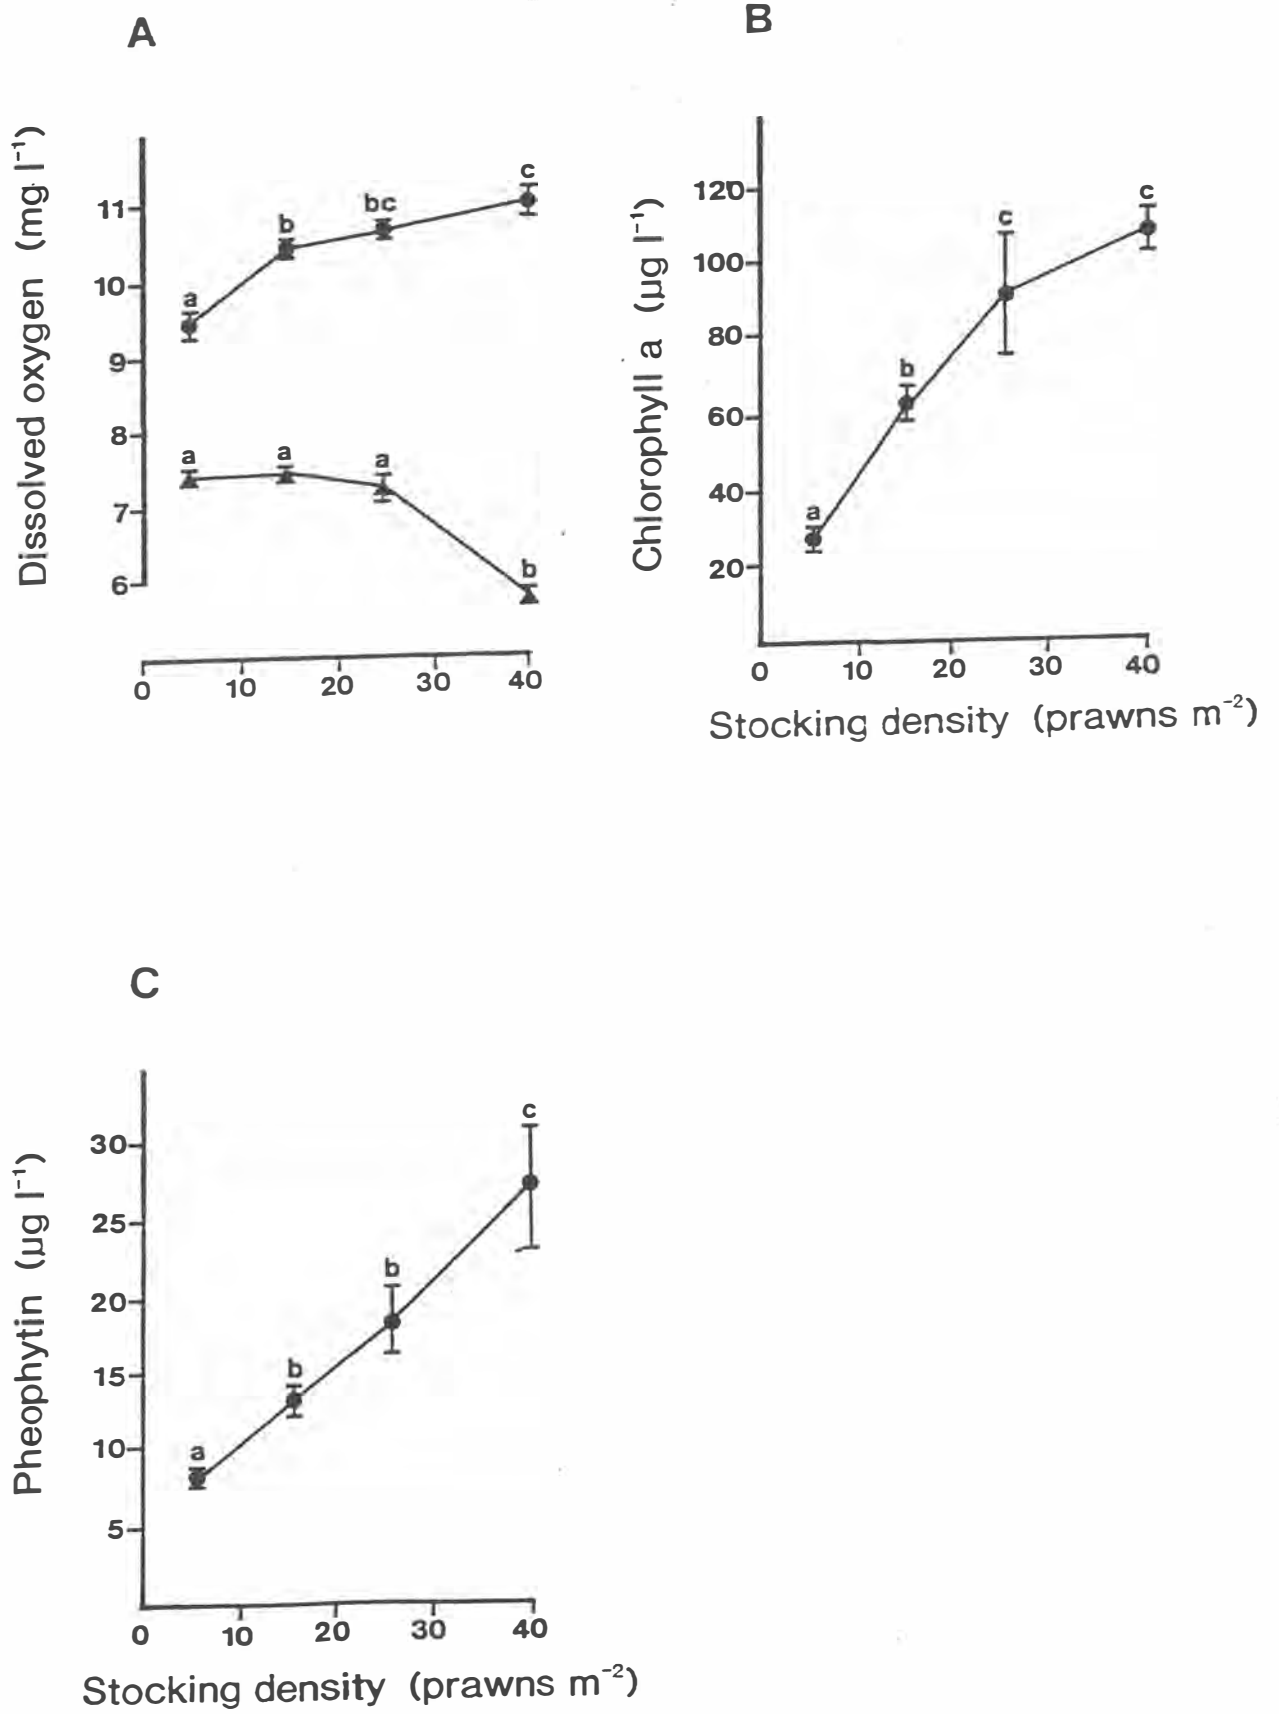 A
Dissolved oxygen (mg l⁻¹)
11
10
9
8
7
6
a
b
bc
c
a
a
a
b
0 10 20 30 40
B
Chlorophyll a (µg l⁻¹)
120
100
80
60
40
20
a
b
c
c
0 10 20 30 40
Stocking density (prawns m⁻²)
C
Pheophytin (µg l⁻¹)
30
25
20
15
10
5
a
b
b
c
0 10 20 30 40
Stocking density (prawns m⁻²)